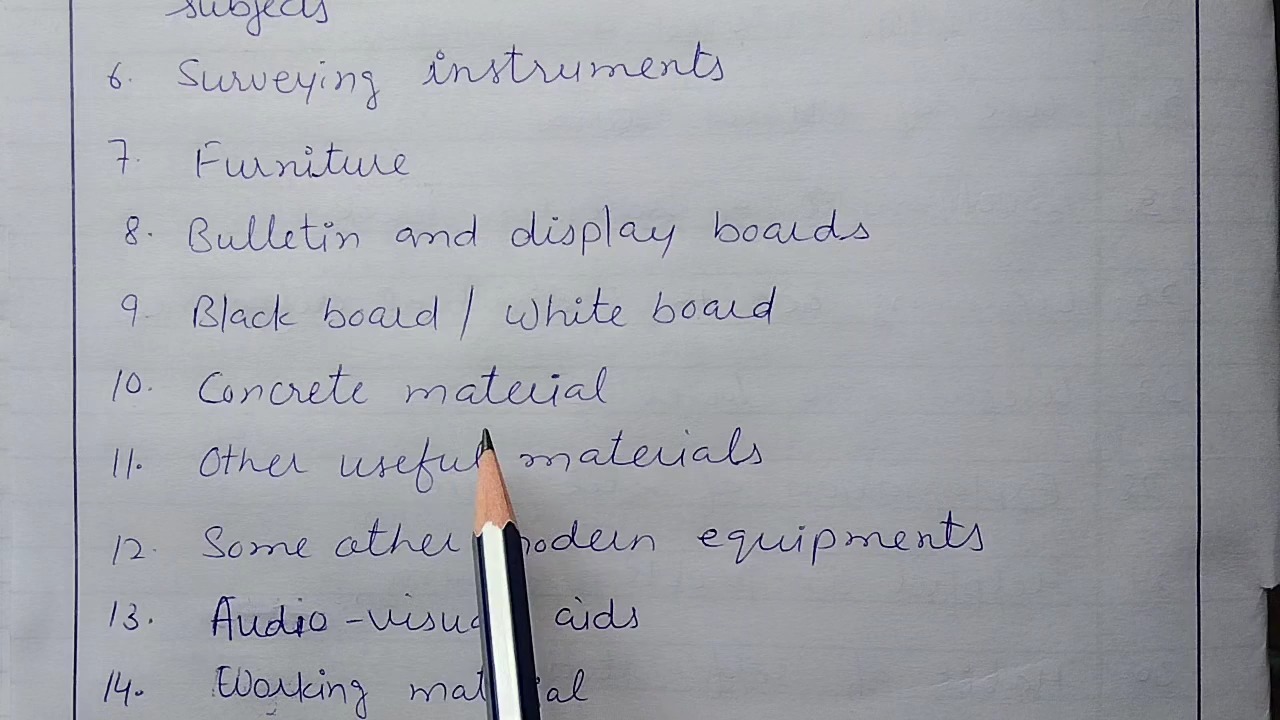 subjects
6. Surveying instruments
7. Furniture
8. Bulletin and display boards
9. Black board / White board
10. Concrete material
11. Other useful materials
12. Some other modern equipments
13. Audio-visual aids
14. Working material